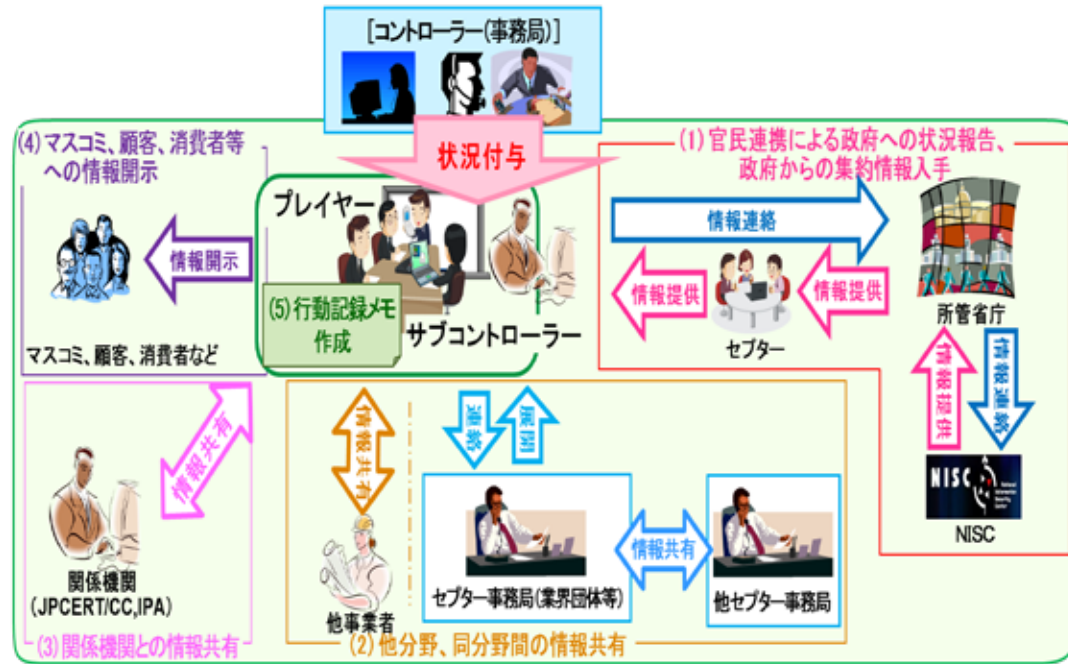 [コントローラー(事務局)]
状況付与
(4)マスコミ、顧客、消費者等
への情報開示
情報開示
マスコミ、顧客、消費者など
プレイヤー
(5)行動記録メモ
作成
サブコントローラー
(1)官民連携による政府への状況報告、
政府からの集約情報入手
情報連絡
情報提供
情報提供
セプター
所管省庁
情報提供
情報連絡
NISC
National
Information
Security
Center
NISC
情報共有
関係機関
(JPCERT/CC,IPA)
(3)関係機関との情報共有
情報共有
連絡
展開
他事業者
セプター事務局(業界団体等)
情報共有
他セプター事務局
(2)他分野、同分野間の情報共有